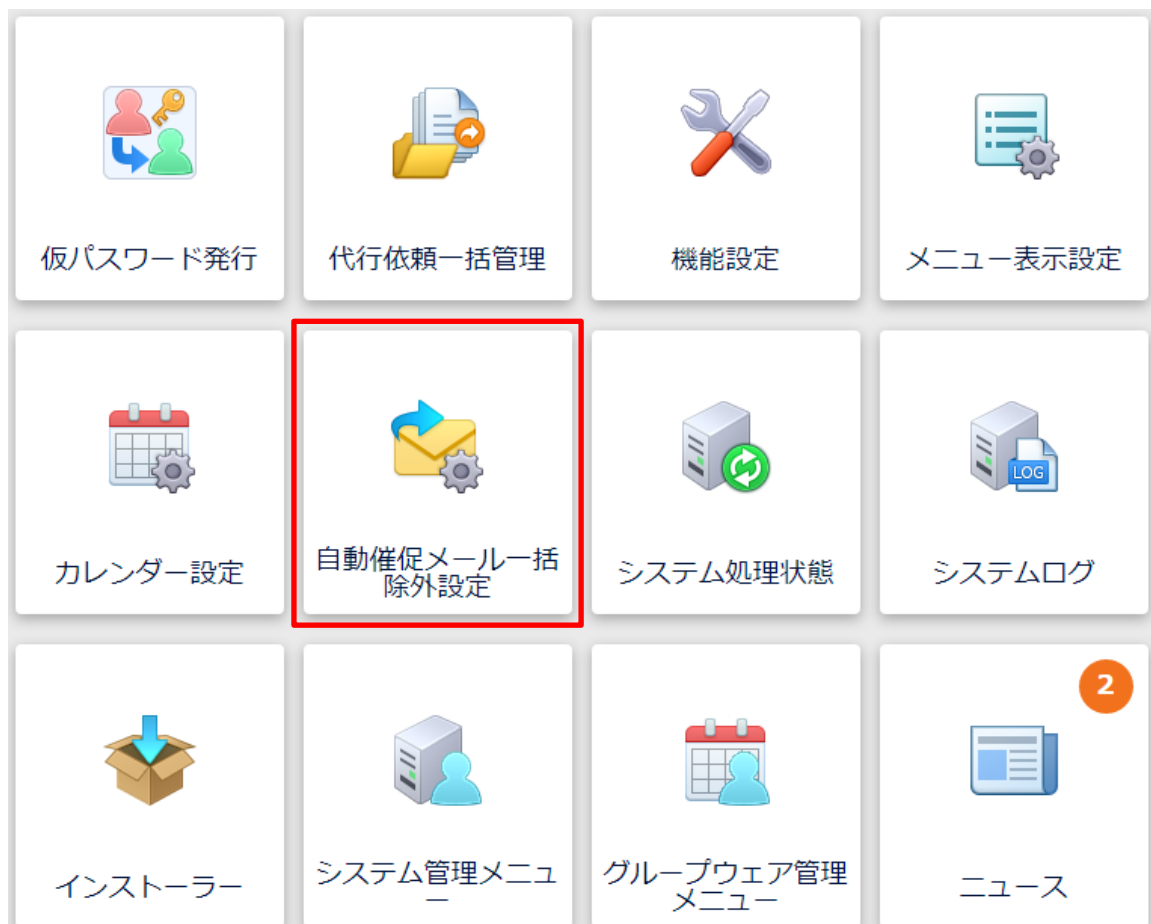 仮パスワード発行
代行依頼一括管理
機能設定
メニュー表示設定
カレンダー設定
自動催促メール一括
除外設定
システム処理状態
LOG
システムログ
インストーラー
システム管理メニュ
ー
グループウェア管理
メニュー
2
ニュース